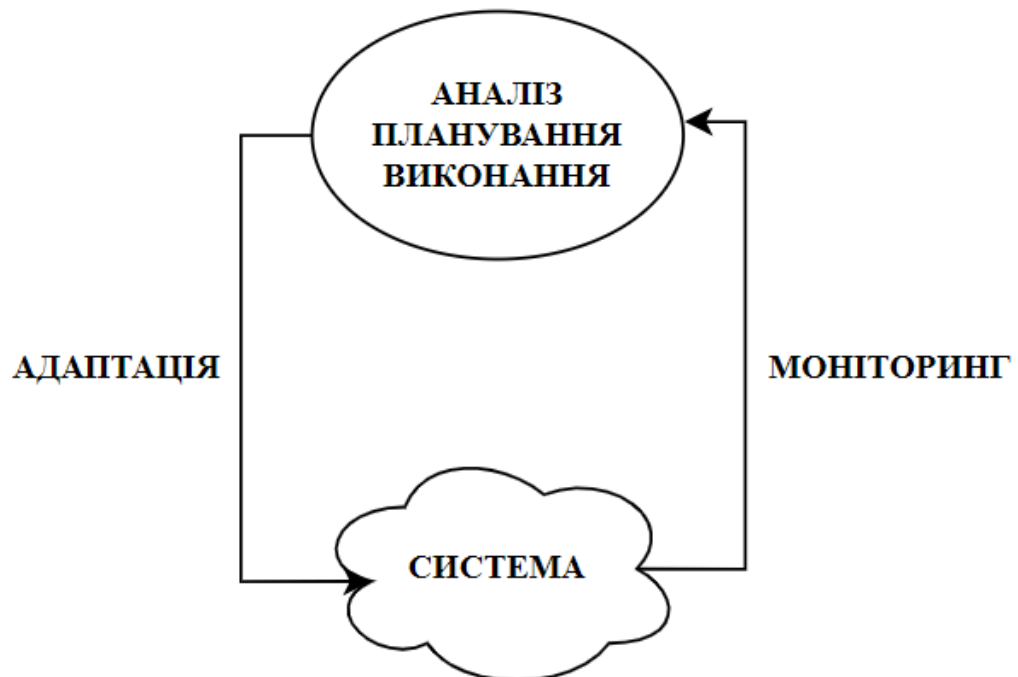 АНАЛІЗ
ПЛАНУВАННЯ
ВИКОНАННЯ
АДАПТАЦІЯ
МОНІТОРИНГ
СИСТЕМА